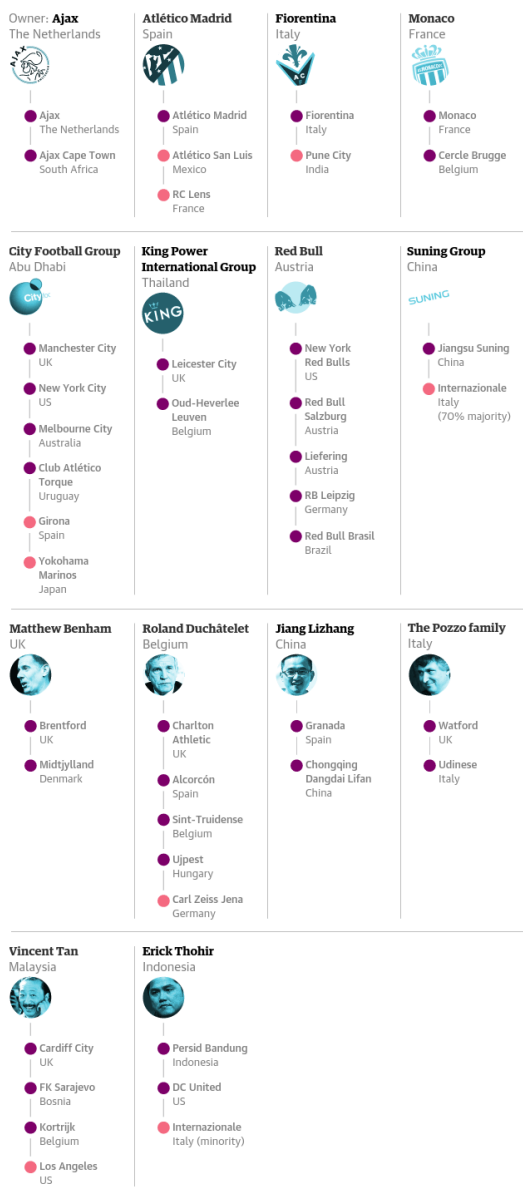 Owner: Ajax
The Netherlands
AJAX
Ajax
The Netherlands
Ajax Cape Town
South Africa
Atlético Madrid
Spain
Atlético Madrid
Spain
Atlético San Luis
Mexico
RC Lens
France
Fiorentina
Italy
A C
Fiorentina
Italy
Pune City
India
Monaco
France
Monaco
France
Cercle Brugge
Belgium
City Football Group
Abu Dhabi
City
Manchester City
UK
New York City
US
Melbourne City
Australia
Club Atlético
Torque
Uruguay
Girona
Spain
Yokohama
Marinos
Japan
King Power
International Group
Thailand
KING
Leicester City
UK
Oud-Heverlee
Leuven
Belgium
Red Bull
Austria
New York
Red Bulls
US
Red Bull
Salzburg
Austria
Liefering
Austria
RB Leipzig
Germany
Red Bull Brasil
Brazil
Suning Group
China
SUNING
Jiangsu Suning
China
Internazionale
Italy
(70% majority)
Matthew Benham
UK
Brentford
UK
Midtjylland
Denmark
Roland Duchâtelet
Belgium
Charlton
Athletic
UK
Alcorcón
Spain
Sint-Truidense
Belgium
Ujpest
Hungary
Carl Zeiss Jena
Germany
Jiang Lizhang
China
Granada
Spain
Chongqing
Dangdai Lifan
China
The Pozzo family
Italy
Watford
UK
Udinese
Italy
Vincent Tan
Malaysia
Cardiff City
UK
FK Sarajevo
Bosnia
Kortrijk
Belgium
Los Angeles
US
Erick Thohir
Indonesia
Persid Bandung
Indonesia
DC United
US
Internazionale
Italy (minority)